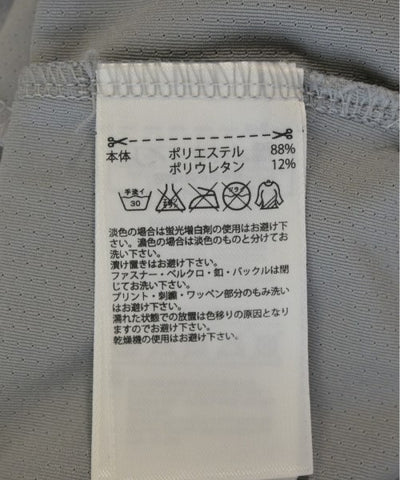 本体 ポリエステル 88%
ポリウレタン 12%
手洗イ
30
淡色の場合は蛍光増白剤の使用はお避け下
さい。濃色の場合は淡色のものと分けてお
洗い下さい。
漬け置きはお避け下さい。
ファスナー・ベルクロ・釦・バックルは閉
じてお洗い下さい。
プリント・刺繍・ワッペン部分のもみ洗い
はお避け下さい。
濡れた状態での放置は色移りの原因となり
ますのでお避け下さい。
乾燥機の使用はお避け下さい。